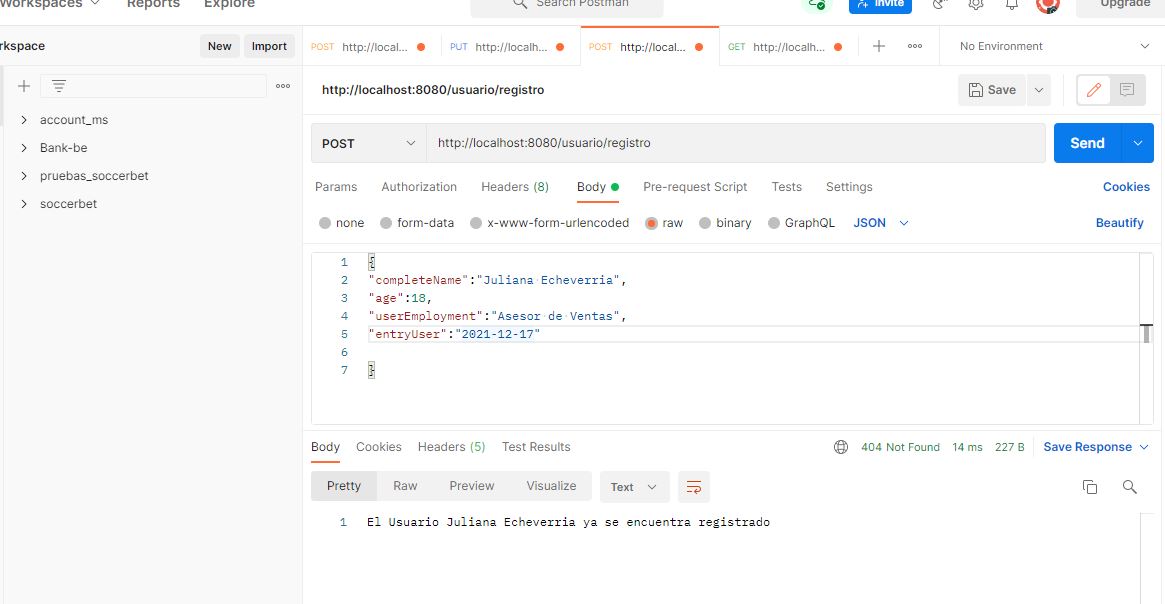 Workspaces Reports Explore Search Postman Invite Upgrade
rkspace New Import POST http://local... PUT http://localh... POST http://local... GET http://localh... No Environment
http://localhost:8080/usuario/registro Save
account_ms
Bank-be
pruebas_soccerbet
soccerbet
POST http://localhost:8080/usuario/registro Send
Params Authorization Headers (8) Body Pre-request Script Tests Settings Cookies
none form-data x-www-form-urlencoded raw binary GraphQL JSON Beautify
1 {
2 "completeName":"Juliana Echeverria",
3 "age":18,
4 "userEmployment":"Asesor de Ventas",
5 "entryUser":"2021-12-17"
6
7 }
Body Cookies Headers (5) Test Results 404 Not Found 14 ms 227 B Save Response
Pretty Raw Preview Visualize Text
1 El Usuario Juliana Echeverria ya se encuentra registrado